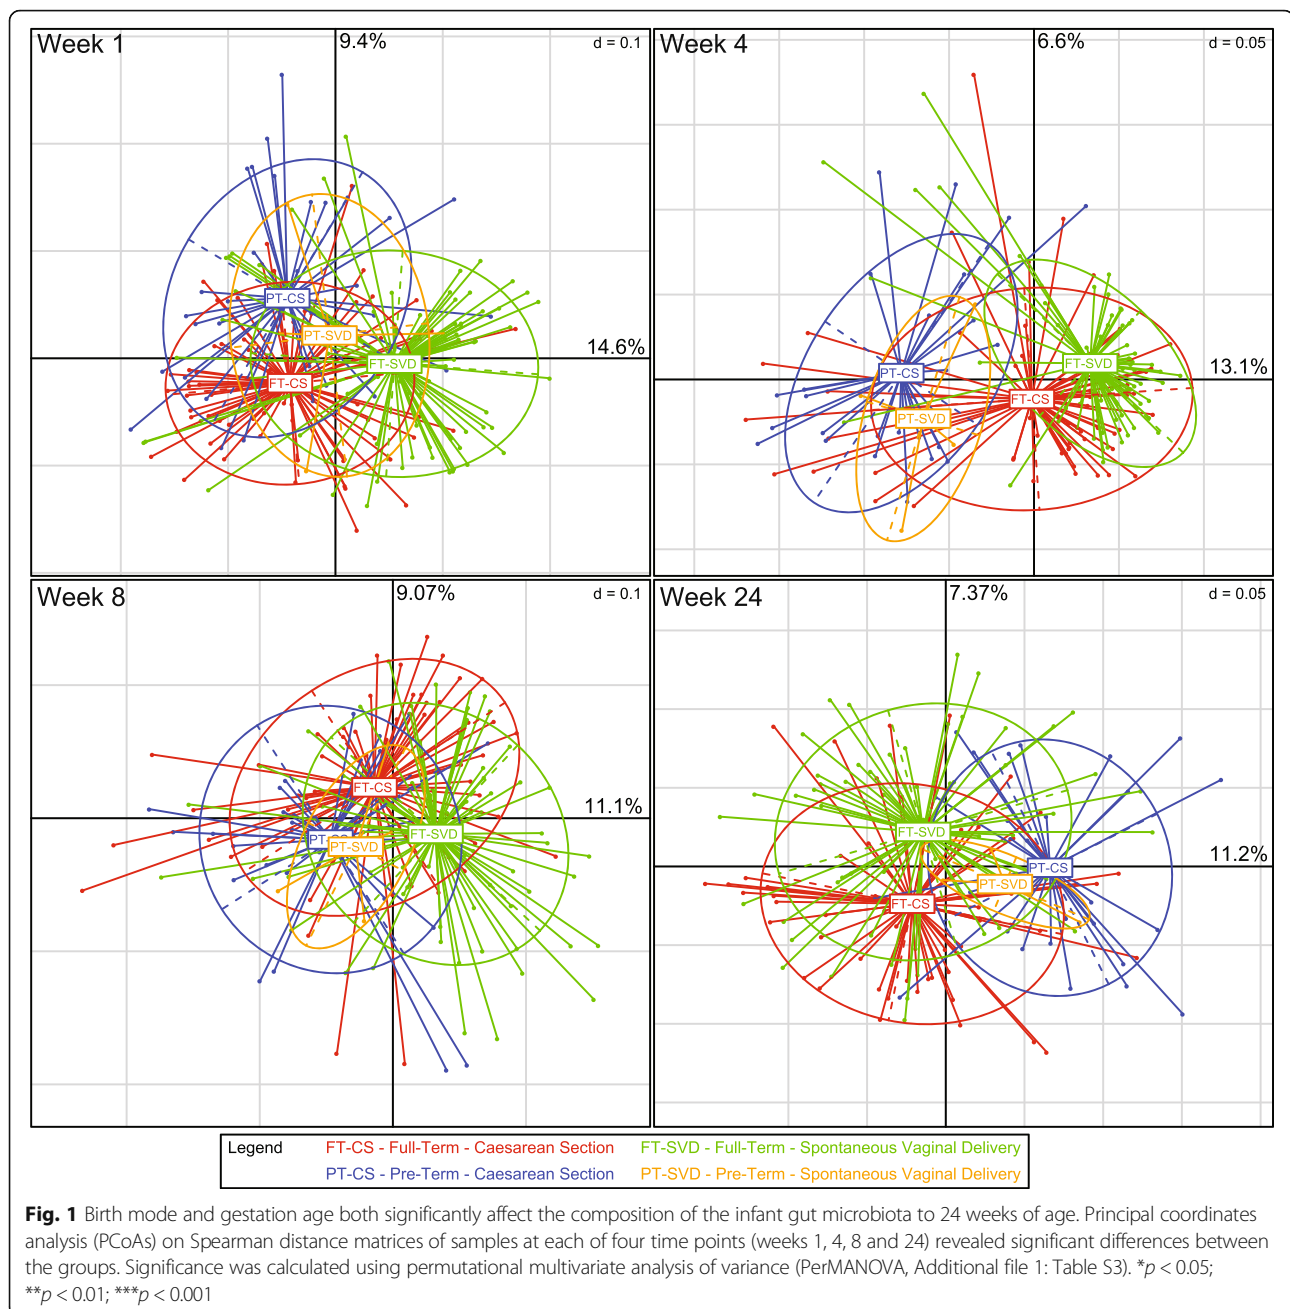 Week 1
9.4%
d = 0.1
PT-CS
PT-SVD
14.6%
FT-SVD
FT-CS
Week 4
6.6%
d = 0.05
FT-SVD
13.1%
PT-CS
FT-CS
PT-SVD
Week 8
9.07%
d = 0.1
FT-CS
11.1%
FT-SVD
PT-SVD
Week 24
7.37%
d = 0.05
FT-SVD
11.2%
PT-CS
PT-SVD
FT-CS
Legend FT-CS - Full-Term - Caesarean Section FT-SVD - Full-Term - Spontaneous Vaginal Delivery
PT-CS - Pre-Term - Caesarean Section PT-SVD - Pre-Term - Spontaneous Vaginal Delivery
Fig. 1 Birth mode and gestation age both significantly affect the composition of the infant gut microbiota to 24 weeks of age. Principal coordinates
analysis (PCoAs) on Spearman distance matrices of samples at each of four time points (weeks 1, 4, 8 and 24) revealed significant differences between
the groups. Significance was calculated using permutational multivariate analysis of variance (PerMANOVA, Additional file 1: Table S3). *p < 0.05;
**p < 0.01; ***p < 0.001